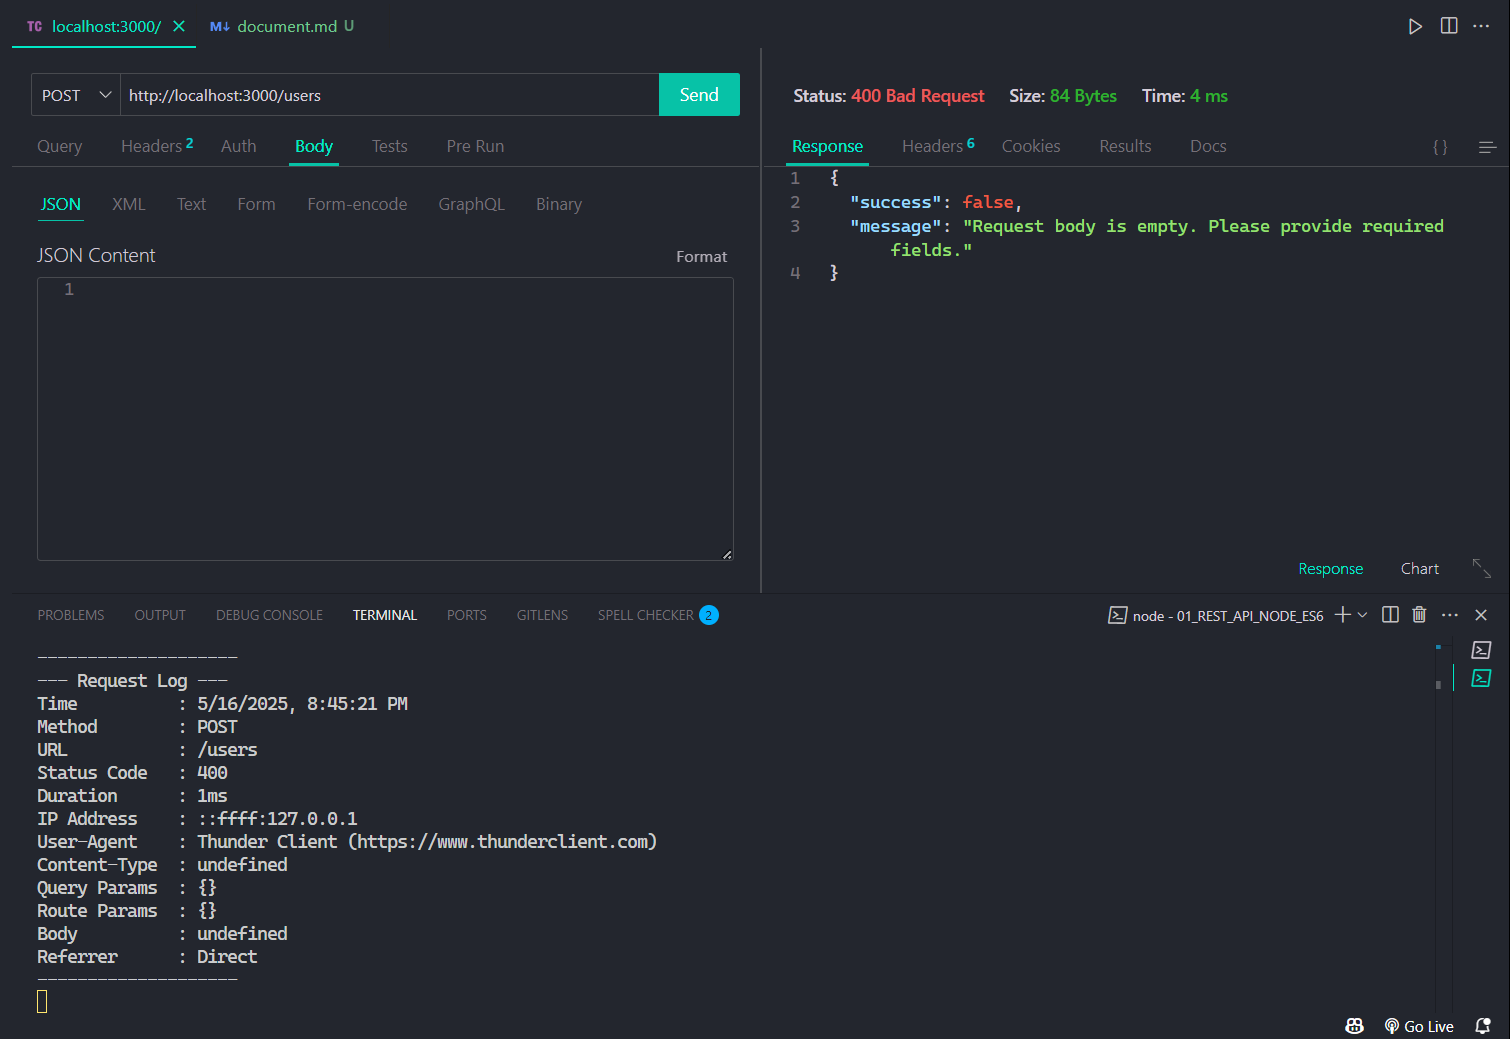 TC localhost:3000/ × M↓ document.md U
POST http://localhost:3000/users Send
Status: 400 Bad Request Size: 84 Bytes Time: 4 ms
Query Headers 2 Auth Body Tests Pre Run
Response Headers 6 Cookies Results Docs { }
JSON XML Text Form Form-encode GraphQL Binary
JSON Content Format
1
1 {
2 "success": false,
3 "message": "Request body is empty. Please provide required
fields."
4 }
Response Chart
PROBLEMS OUTPUT DEBUG CONSOLE TERMINAL PORTS GITLENS SPELL CHECKER 2 node - 01_REST_API_NODE_ES6
--------------------
--- Request Log ---
Time : 5/16/2025, 8:45:21 PM
Method : POST
URL : /users
Status Code : 400
Duration : 1ms
IP Address : ::ffff:127.0.0.1
User-Agent : Thunder Client (https://www.thunderclient.com)
Content-Type : undefined
Query Params : {}
Route Params : {}
Body : undefined
Referrer : Direct
--------------------
Go Live